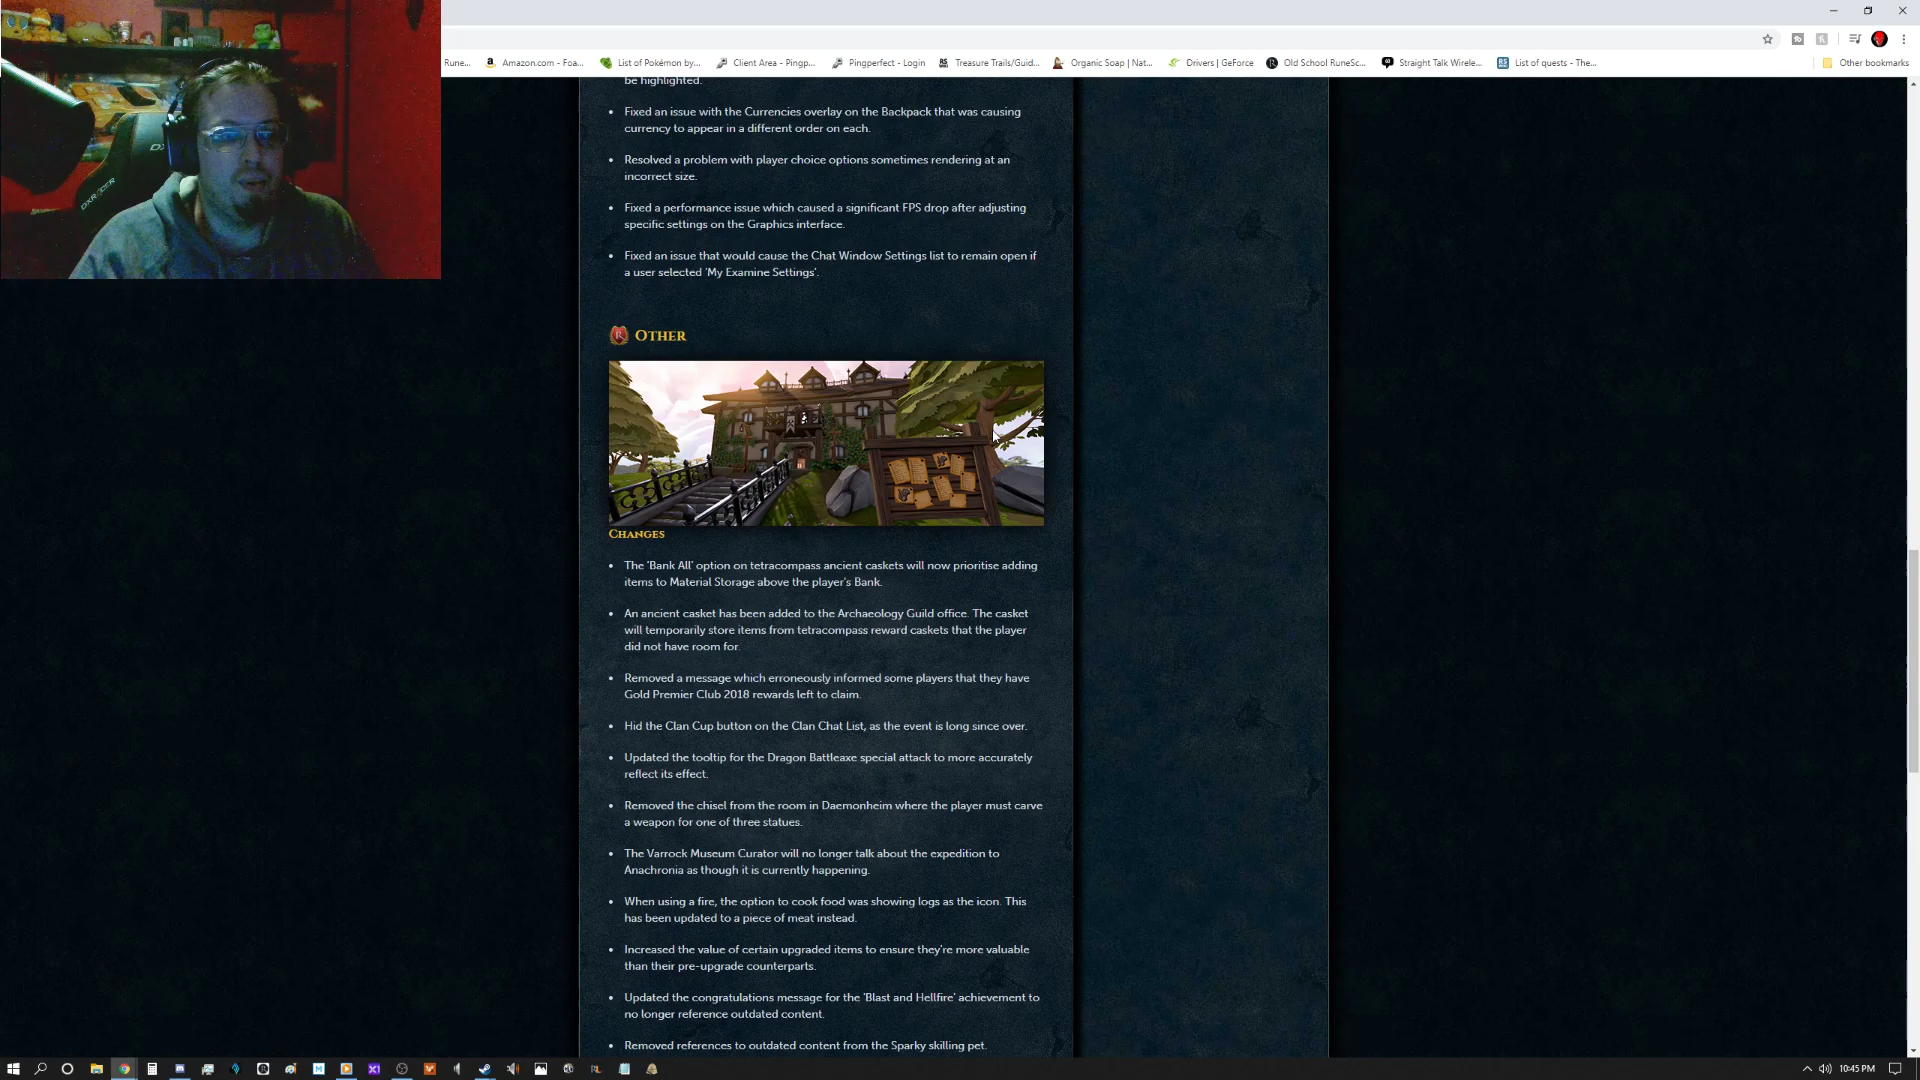 Rune...
Amazon.com - Foa...
List of Pokémon by...
Client Area - Pingp...
Pingperfect - Login
Treasure Trails/Guid...
Organic Soap | Nat...
Drivers | GeForce
Old School RuneSc...
Straight Talk Wirele...
List of quests - The...
Other bookmarks
be highlighted.
Fixed an issue with the Currencies overlay on the Backpack that was causing
currency to appear in a different order on each.
Resolved a problem with player choice options sometimes rendering at an
incorrect size.
Fixed a performance issue which caused a significant FPS drop after adjusting
specific settings on the Graphics interface.
Fixed an issue that would cause the Chat Window Settings list to remain open if
a user selected 'My Examine Settings'.
OTHER
CHANGES
The 'Bank All' option on tetracompass ancient caskets will now prioritise adding
items to Material Storage above the player's Bank.
An ancient casket has been added to the Archaeology Guild office. The casket
will temporarily store items from tetracompass reward caskets that the player
did not have room for.
Removed a message which erroneously informed some players that they have
Gold Premier Club 2018 rewards left to claim.
Hid the Clan Cup button on the Clan Chat List, as the event is long since over.
Updated the tooltip for the Dragon Battleaxe special attack to more accurately
reflect its effect.
Removed the chisel from the room in Daemonheim where the player must carve
a weapon for one of three statues.
The Varrock Museum Curator will no longer talk about the expedition to
Anachronia as though it is currently happening.
When using a fire, the option to cook food was showing logs as the icon. This
has been updated to a piece of meat instead.
Increased the value of certain upgraded items to ensure they're more valuable
than their pre-upgrade counterparts.
Updated the congratulations message for the 'Blast and Hellfire' achievement to
no longer reference outdated content.
Removed references to outdated content from the Sparky skilling pet.
10:45 PM